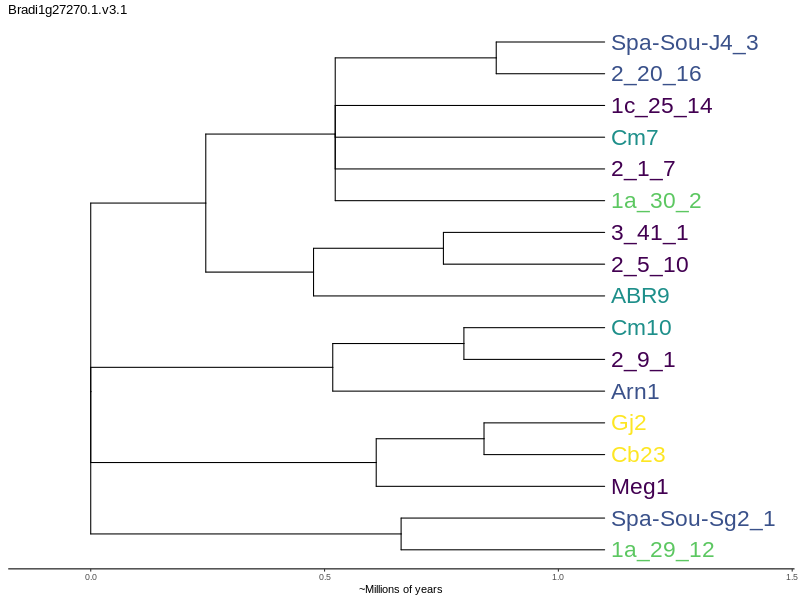 Bradi1g27270.1.v3.1
Spa-Sou-J4_3
2_20_16
1c_25_14
Cm7
2_1_7
1a_30_2
3_41_1
2_5_10
ABR9
Cm10
2_9_1
Arn1
Gj2
Cb23
Meg1
Spa-Sou-Sg2_1
1a_29_12
0.0 0.5 1.0 1.5
~Millions of years